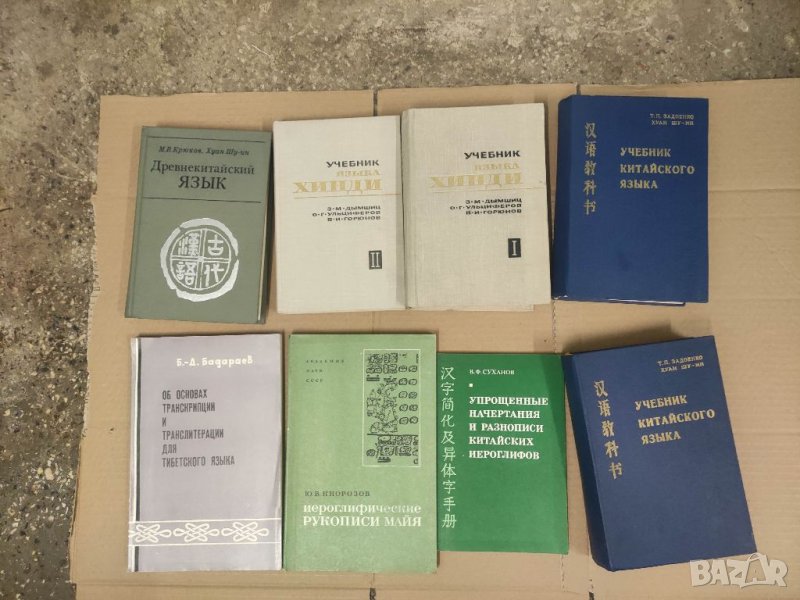 М.В. Крюков, Хуан Шу-ин
Древнекитайский
ЯЗЫК
古代
漢語
УЧЕБНИК
ЯЗЫКА
ХИНДИ
З·М·ДЫМШИЦ
О·Г·УЛЬЦИФЕРОВ
В·И·ГОРЮНОВ
II
УЧЕБНИК
ЯЗЫКА
ХИНДИ
З·М·ДЫМШИЦ
О·Г·УЛЬЦИФЕРОВ
В·И·ГОРЮНОВ
I
汉语教科书
Т.П. ЗАДОЕНКО
ХУАН ШУ-ИН
УЧЕБНИК
КИТАЙСКОГО
ЯЗЫКА
Б.-Д. Бадараев
ОБ ОСНОВАХ
ТРАНСКРИПЦИИ
И
ТРАНСЛИТЕРАЦИИ
ДЛЯ
ТИБЕТСКОГО ЯЗЫКА
АКАДЕМИЯ
НАУК
СССР
Ю.В.КНОРОЗОВ
иероглифические
РУКОПИСИ МАЙЯ
汉字简化及异体字手册
В.Ф.СУХАНОВ
УПРОЩЕННЫЕ
НАЧЕРТАНИЯ
И РАЗНОПИСИ
КИТАЙСКИХ
ИЕРОГЛИФОВ
汉语教科书
Т.П. ЗАДОЕНКО
ХУАН ШУ-ИН
УЧЕБНИК
КИТАЙСКОГО
ЯЗЫКА
BAZAR